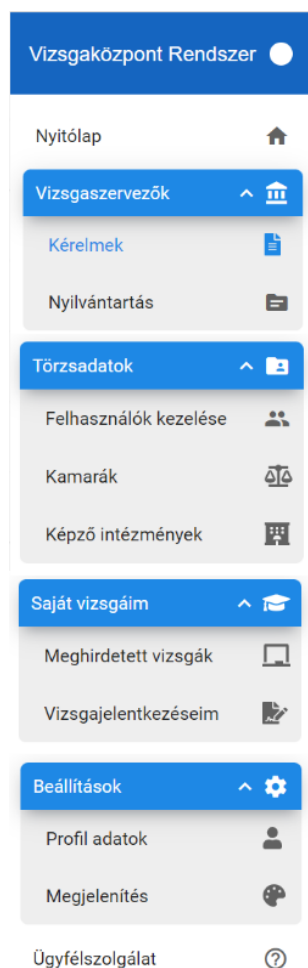 Vizsgaközpont Rendszer
Nyitólap
Vizsgaszervezők
Kérelmek
Nyilvántartás
Törzsadatok
Felhasználók kezelése
Kamarák
Képző intézmények
Saját vizsgáim
Meghirdetett vizsgák
Vizsgajelentkezéseim
Beállítások
Profil adatok
Megjelenítés
Ügyfélszolgálat